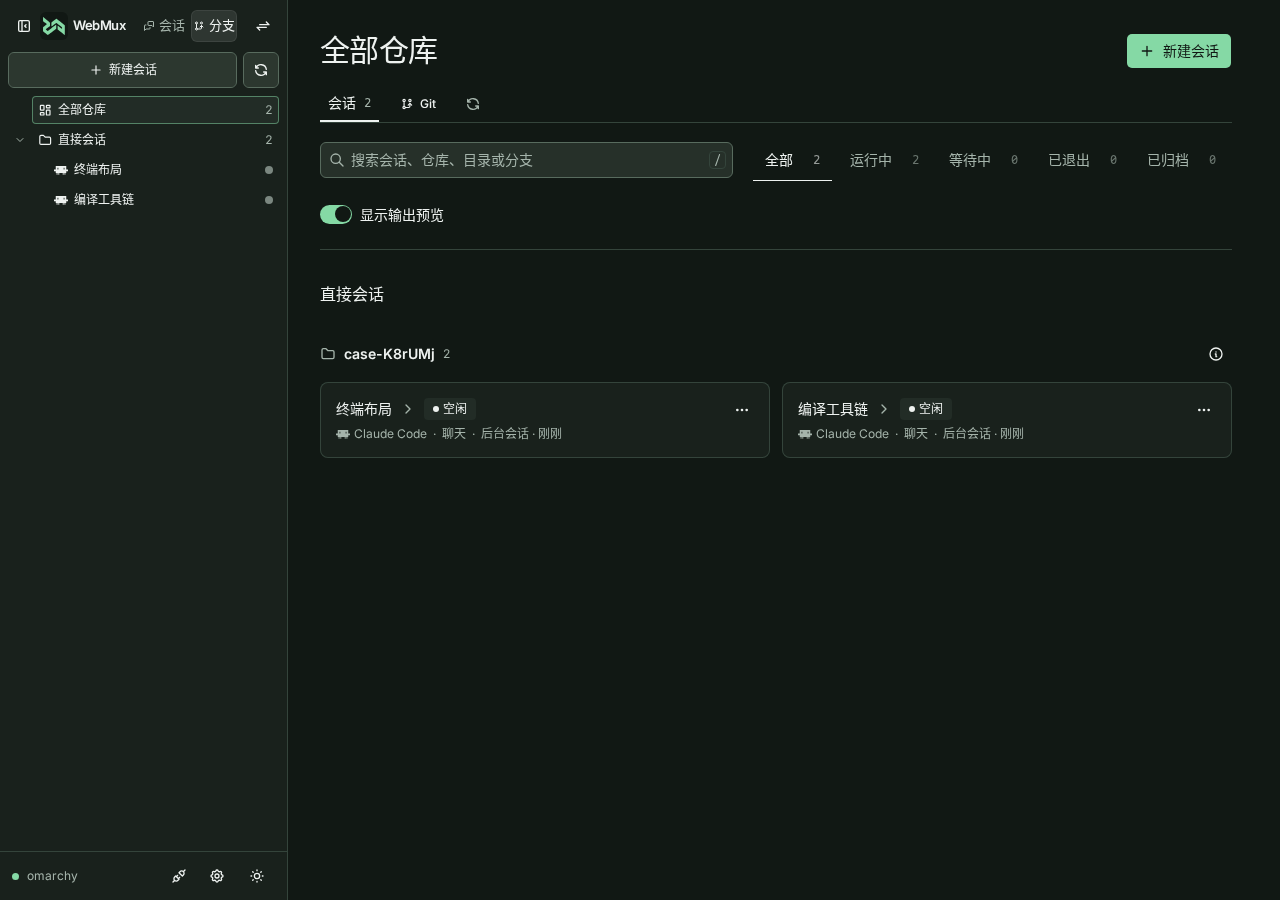 WebMux 会话 分支
新建会话
全部仓库 2
直接会话 2
终端布局
编译工具链
omarchy
全部仓库
新建会话
会话 2 Git
搜索会话、仓库、目录或分支 /
全部 2 运行中 2 等待中 0 已退出 0 已归档 0
显示输出预览
直接会话
case-K8rUMj 2
终端布局 空闲
Claude Code · 聊天 · 后台会话 · 刚刚
编译工具链 空闲
Claude Code · 聊天 · 后台会话 · 刚刚